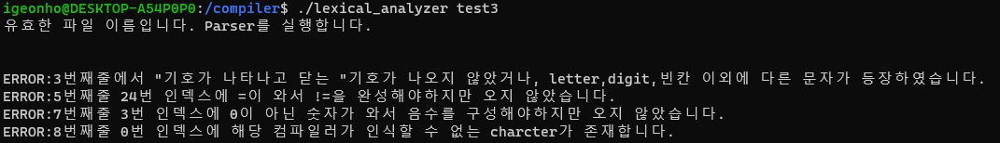 igeonho@DESKTOP-A54P0P0:/compiler$ ./lexical_analyzer test3
유효한 파일 이름입니다. Parser를 실행합니다.
ERROR:3번째줄에서 "기호가 나타나고 닫는 "기호가 나오지 않았거나, letter,digit,빈칸 이외에 다른 문자가 등장하였습니다.
ERROR:5번째줄 24번 인덱스에 =이 와서 !=을 완성해야하지만 오지 않았습니다.
ERROR:7번째줄 3번 인덱스에 0이 아닌 숫자가 와서 음수를 구성해야하지만 오지 않았습니다.
ERROR:8번째줄 0번 인덱스에 해당 컴파일러가 인식할 수 없는 charcter가 존재합니다.